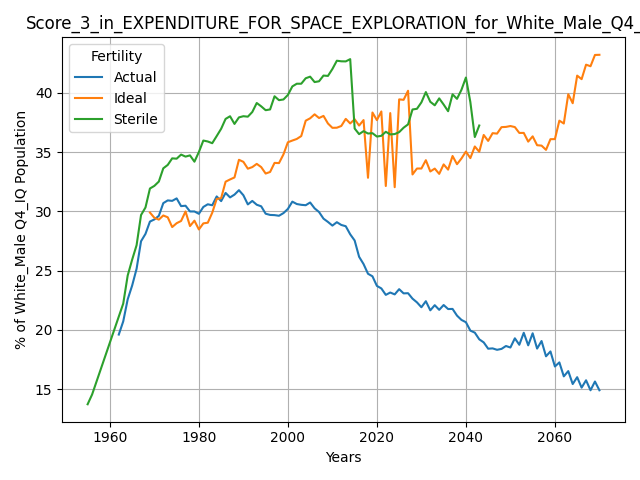 Score_3_in_EXPENDITURE_FOR_SPACE_EXPLORATION_for_White_Male_Q4_
Fertility
Actual
Ideal
Sterile
% of White_Male Q4_IQ Population
40
35
30
25
20
15
1960 1980 2000 2020 2040 2060
Years